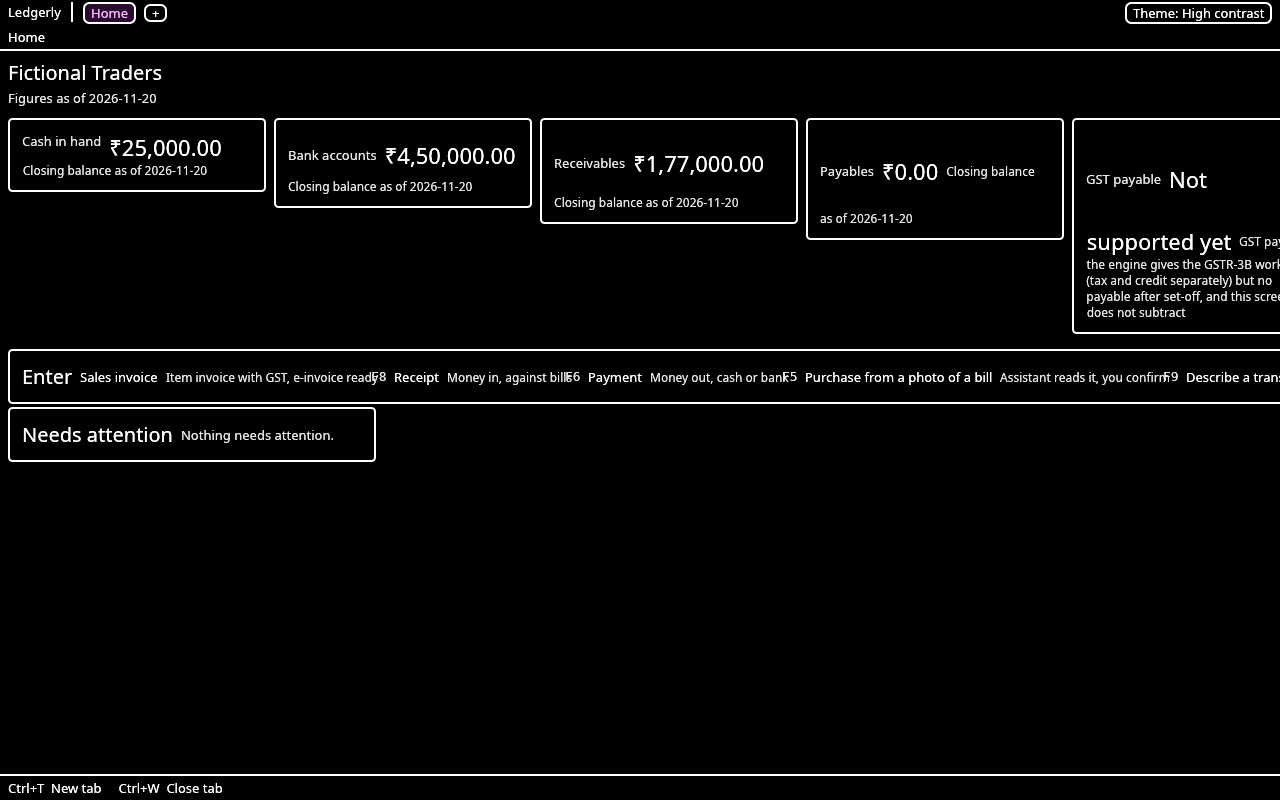 Ledgerly Home + Theme: High contrast
Home
Fictional Traders
Figures as of 2026-11-20
Cash in hand ₹25,000.00
Closing balance as of 2026-11-20
Bank accounts ₹4,50,000.00
Closing balance as of 2026-11-20
Receivables ₹1,77,000.00
Closing balance as of 2026-11-20
Payables ₹0.00 Closing balance
as of 2026-11-20
GST payable Not
supported yet GST
the engine gives the GSTR-3B
(tax and credit separately) but no
payable after set-off, and this
does not subtract
Enter Sales invoice Item invoice with GST, e-invoice ready F8 Receipt Money in, against bills F6 Payment Money out, cash or bank F5 Purchase from a photo of a bill Assistant reads it, you confirm F9 Describe a
Needs attention Nothing needs attention.
Ctrl+T New tab Ctrl+W Close tab